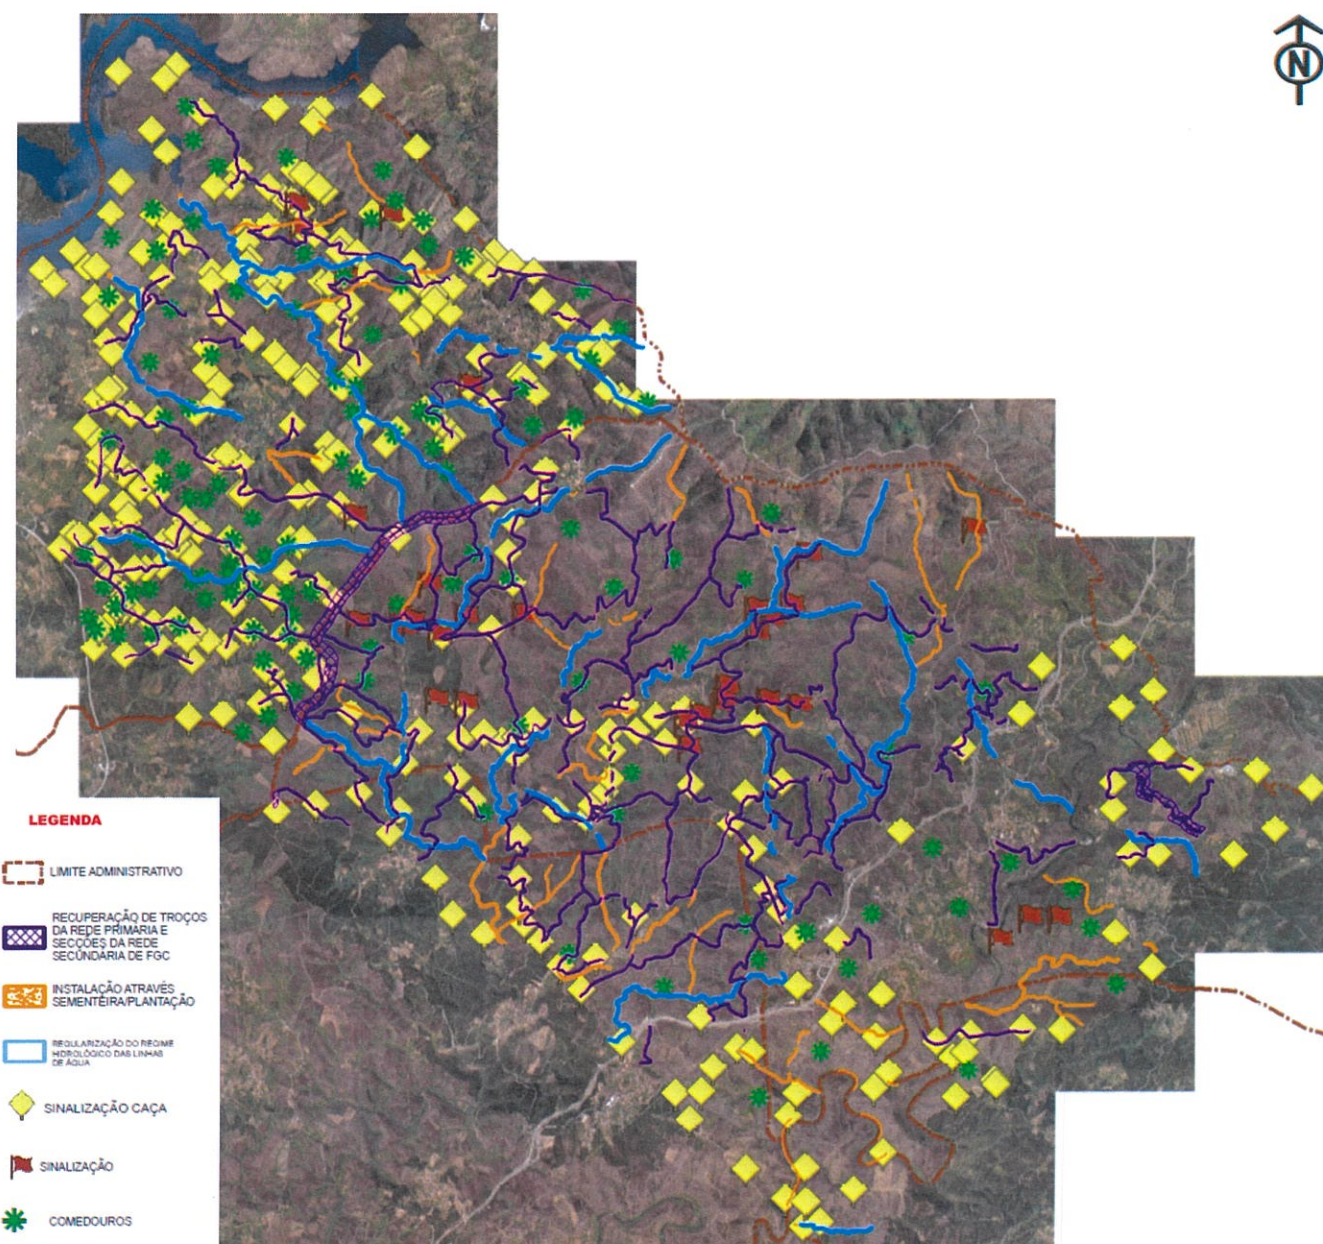 N
LEGENDA
LIMITE ADMINISTRATIVO
RECUPERAÇÃO DE TROÇOS
DA REDE PRIMÁRIA E
SECÇÕES DA REDE
SECÚNDARIA DE FGC
INSTALAÇÃO ATRAVÉS
SEMENTEIRA/PLANTAÇÃO
REGULARIZAÇÃO DO REGIME
HIDROLÓGICO DAS LINHAS
DE ÁGUA
SINALIZAÇÃO CAÇA
SINALIZAÇÃO
COMEDOUROS